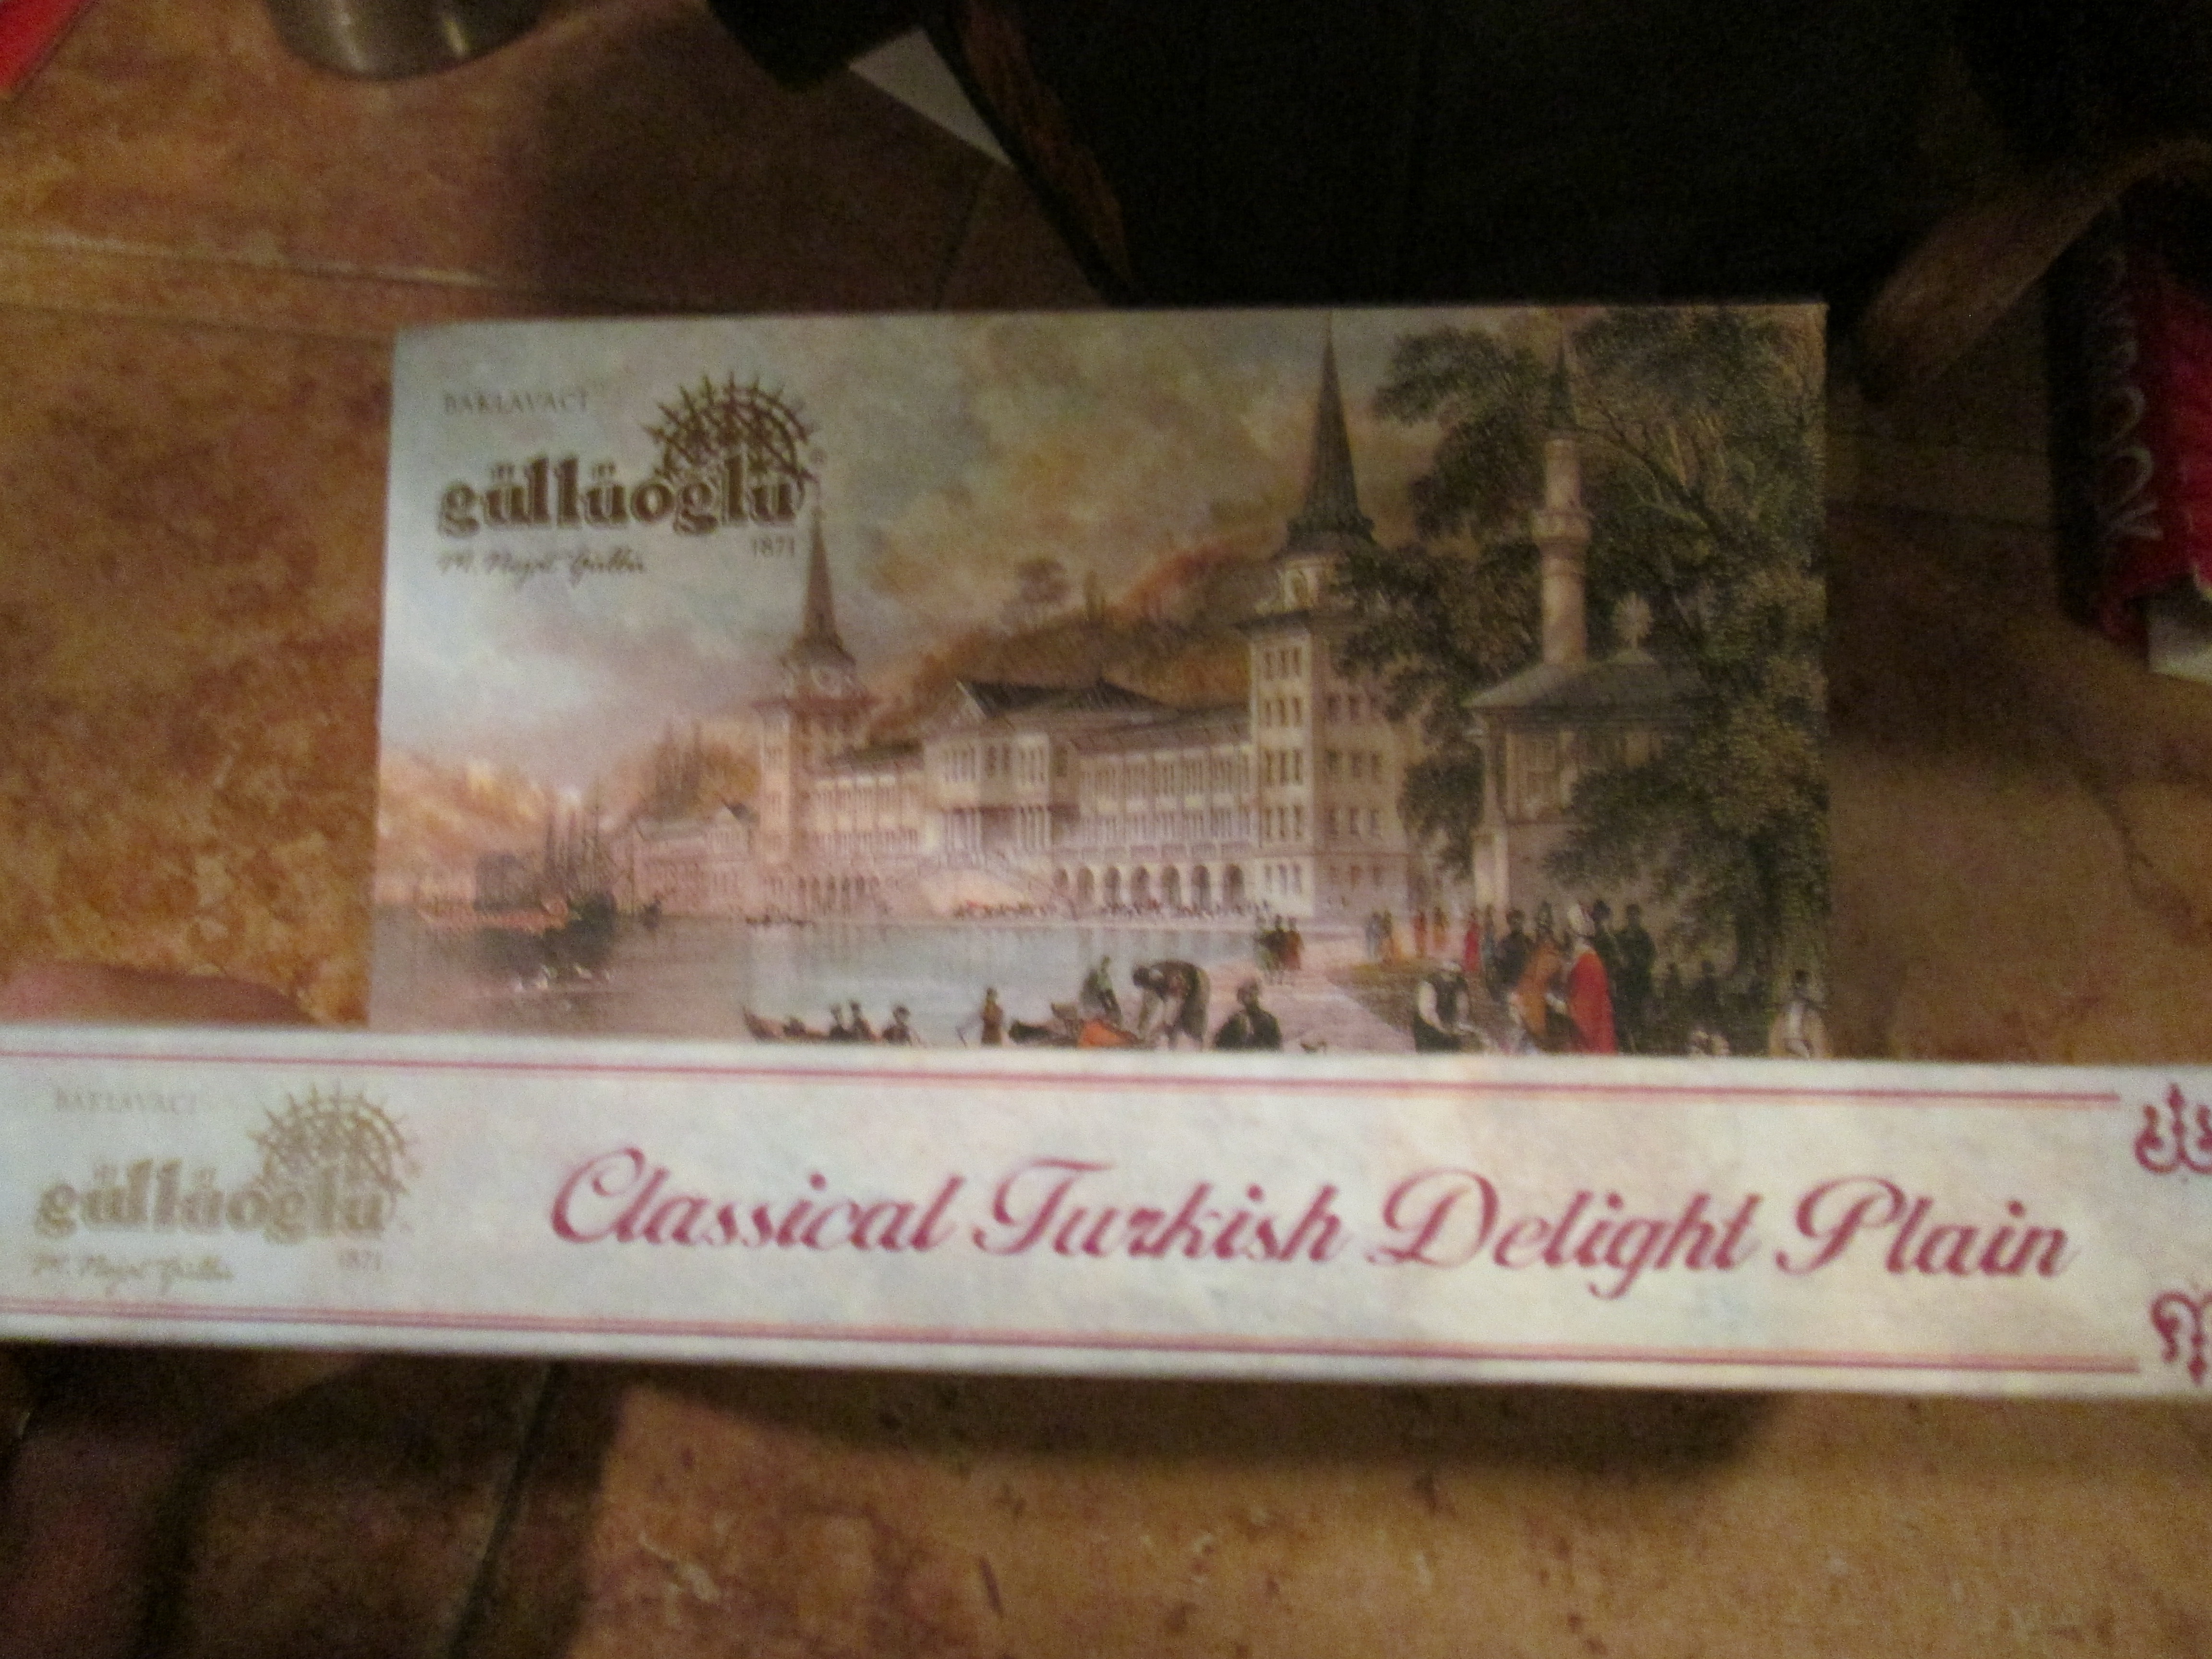 BAKLAVACI
güllüoglu
1871
BAKLAVACI
güllüoglu
1871
Classical Turkish Delight Plain